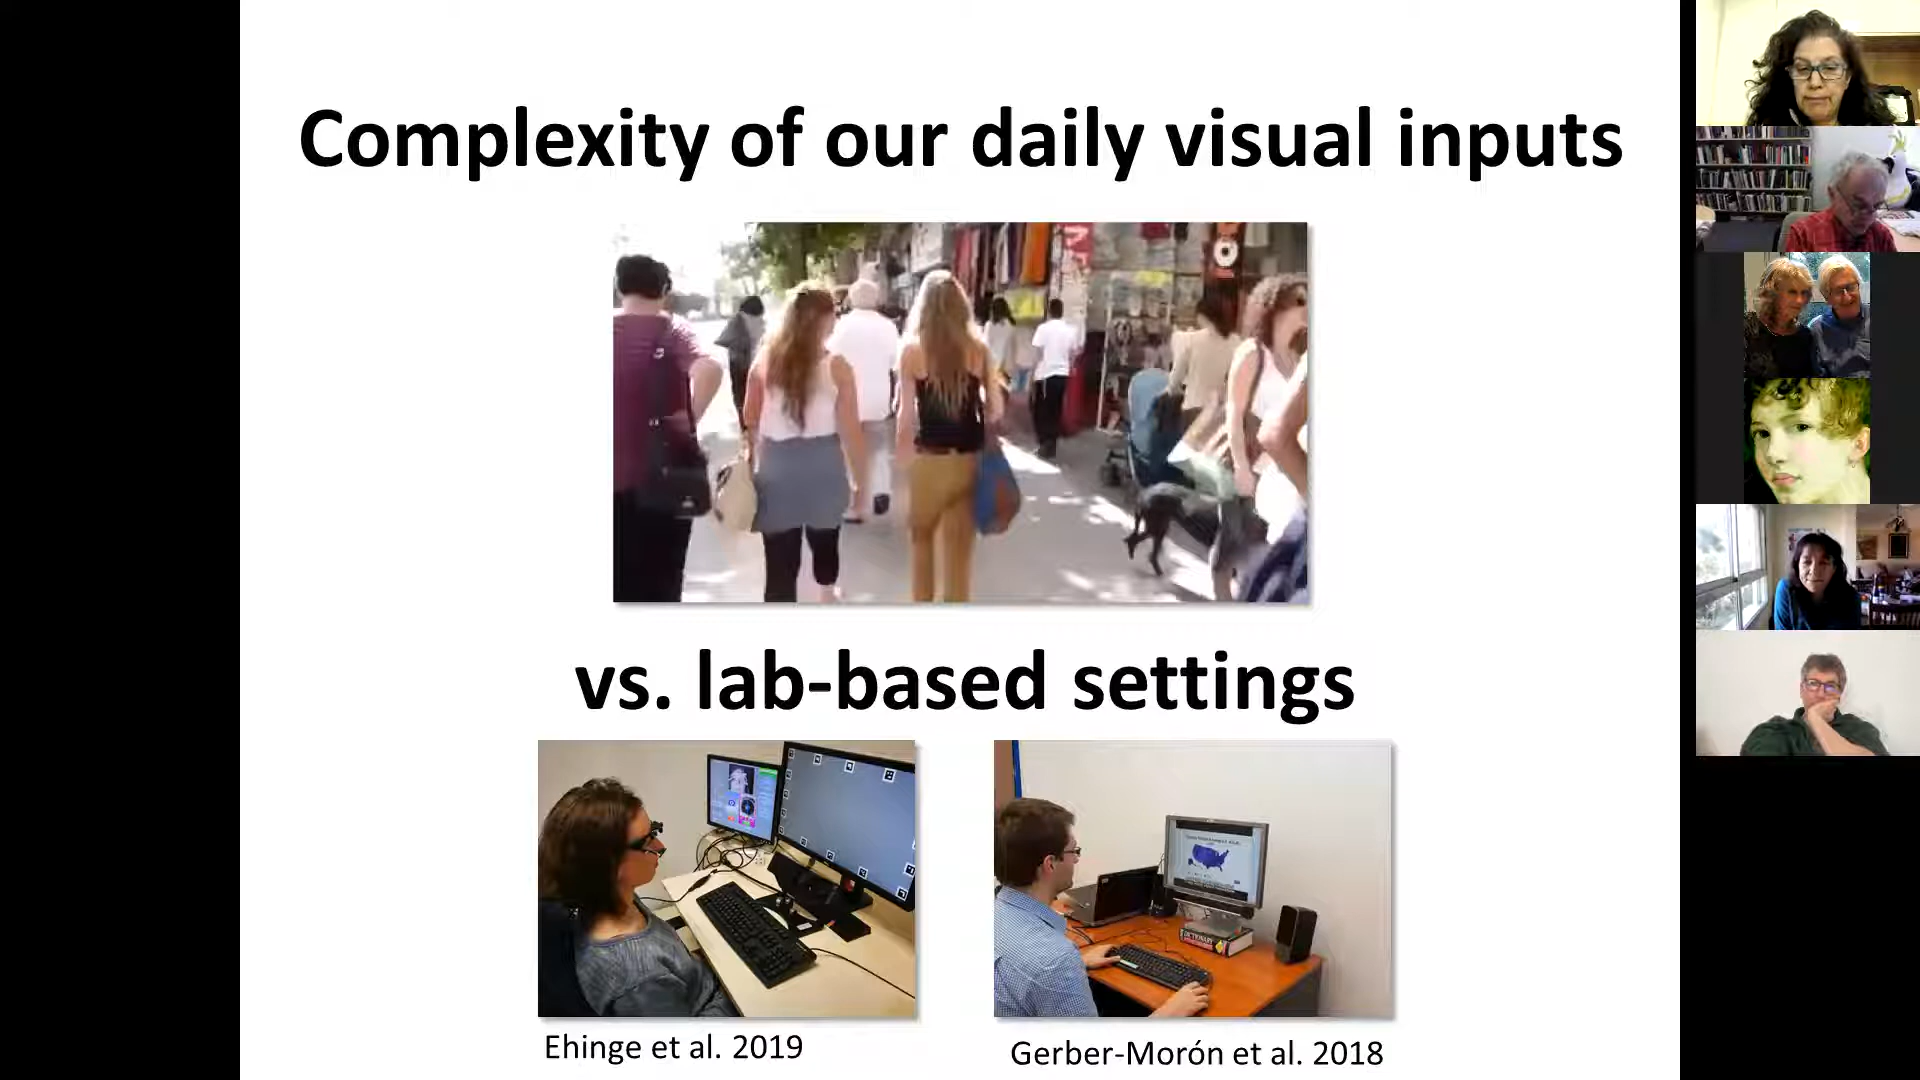 Complexity of our daily visual inputs
vs. lab-based settings
DICTIONARY
Ehinge et al. 2019
Gerber-Morón et al. 2018